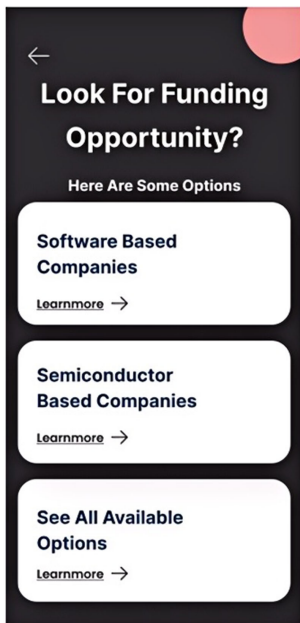 Look For Funding
Opportunity?
Here Are Some Options
Software Based
Companies
Learnmore
Semiconductor
Based Companies
Learnmore
See All Available
Options
Learnmore